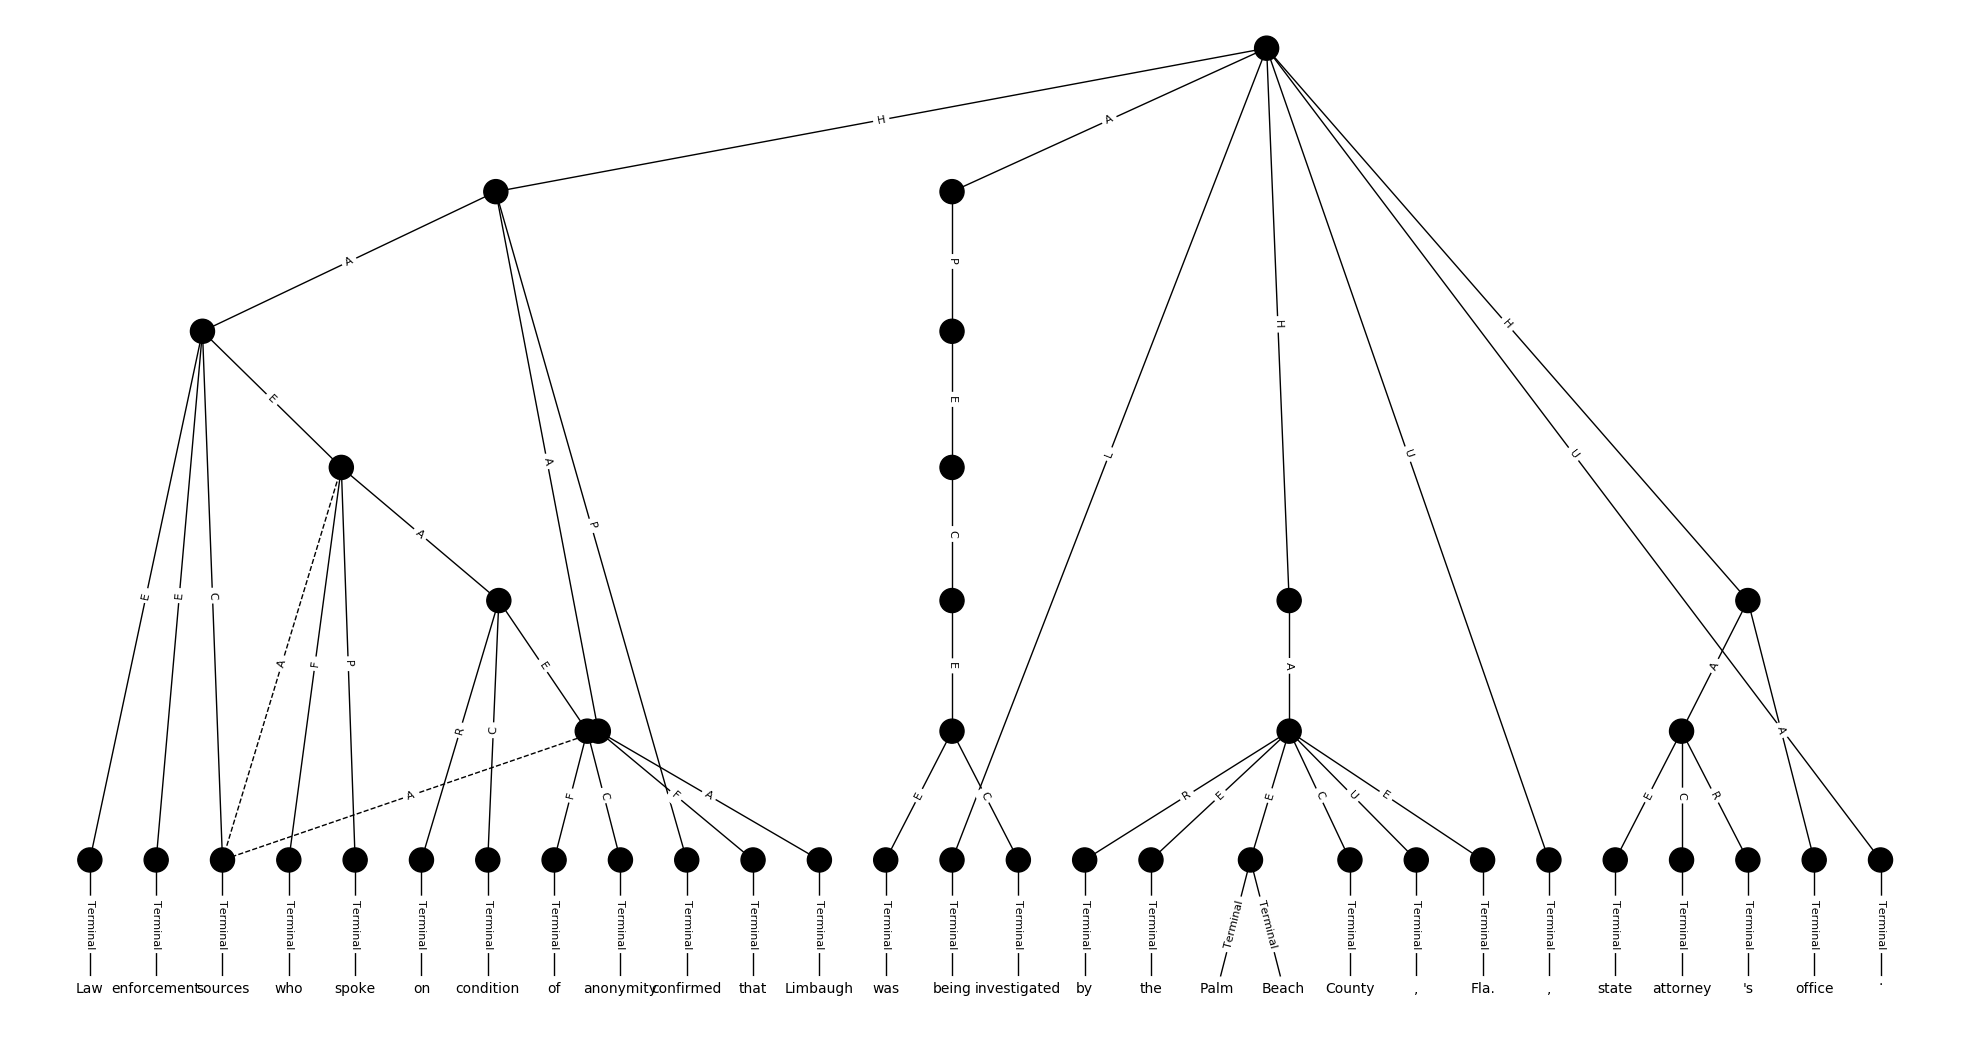 H A
A P H H
E E L U U
A A P C
E E C A F P A E E A A
R C A
A F C F A E C R E E C U E E C R
Terminal Terminal Terminal Terminal Terminal Terminal Terminal Terminal Terminal Terminal Terminal Terminal Terminal Terminal Terminal Terminal Terminal Terminal Terminal Terminal Terminal Terminal Terminal Terminal Terminal Terminal Terminal Terminal
Law enforcement sources who spoke on condition of anonymity confirmed that Limbaugh was being investigated by the Palm Beach County , Fla. , state attorney 's office .